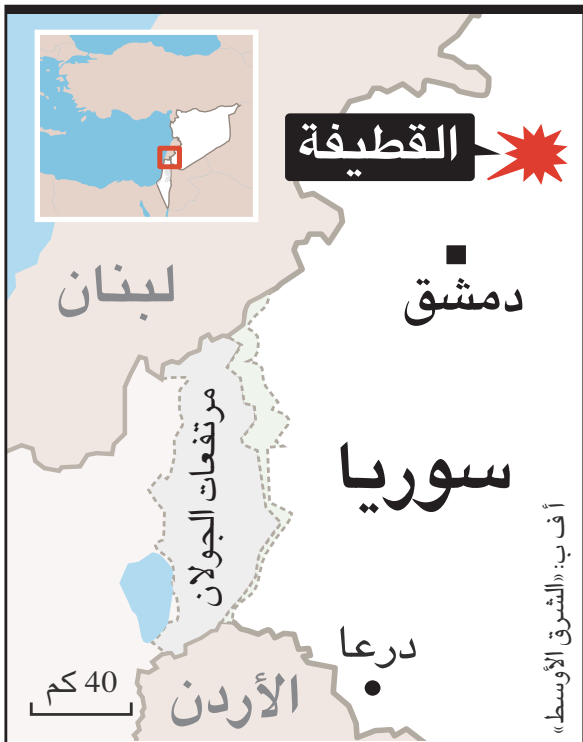 القطيفة
دمشق
لبنان
مرتفعات الجولان
سوريا
أ ف ب: «الشرق الأوسط»
درعا
الأردن
40 كم